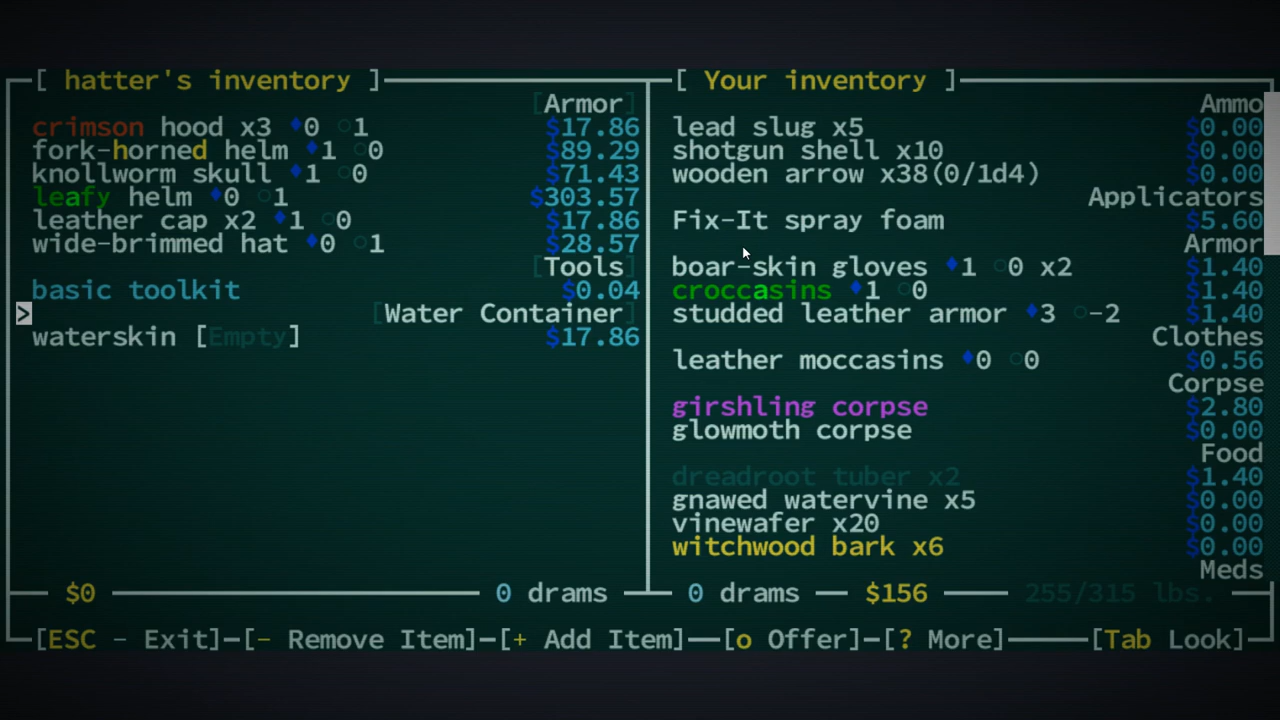 [ hatter's inventory ]
[Armor]
crimson hood x3 ♦0 ○1 $17.86
fork-horned helm ♦1 ○0 $89.29
knollworm skull ♦1 ○0 $71.43
leafy helm ♦0 ○1 $303.57
leather cap x2 ♦1 ○0 $17.86
wide-brimmed hat ♦0 ○1 $28.57
[Tools]
basic toolkit $0.04
> [Water Container]
waterskin [Empty] $17.86
$0 0 drams
[ Your inventory ]
Ammo
lead slug x5 $0.00
shotgun shell x10 $0.00
wooden arrow x38(0/1d4) $0.00
Applicators
Fix-It spray foam $5.60
Armor
boar-skin gloves ♦1 ○0 x2 $1.40
croccasins ♦1 ○0 $1.40
studded leather armor ♦3 ○-2 $1.40
Clothes
leather moccasins ♦0 ○0 $0.56
Corpse
girshling corpse $2.80
glowmoth corpse $0.00
Food
dreadroot tuber x2 $1.40
gnawed watervine x5 $0.00
vinewafer x20 $0.00
witchwood bark x6 $0.00
Meds
0 drams $156 255/315 lbs.
[ESC - Exit] [- Remove Item] [+ Add Item] [o Offer] [? More] [Tab Look]